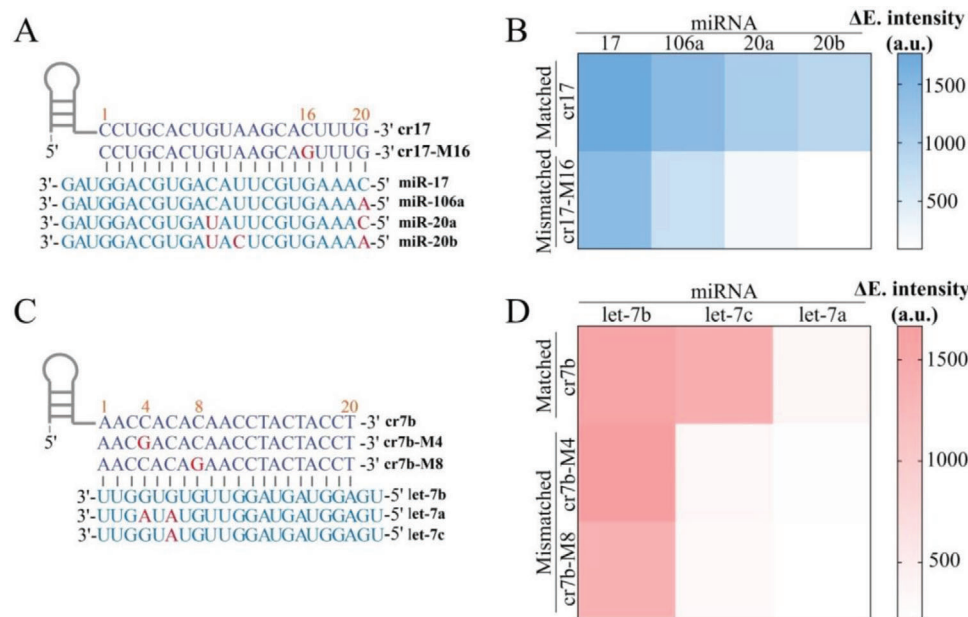 A
1 16 20
5'
CCUGCACUGUAAGCACUUUG -3' cr17
CCUGCACUGUAAGCAGUUUG -3' cr17-M16
3'- GAUGGACGUGACAUUCGUGAAAC-5' miR-17
3'- GAUGGACGUGACAUUCGUGAAAA-5' miR-106a
3'- GAUGGACGUGAUAUUCGUGAAAC-5' miR-20a
3'- GAUGGACGUGAUACUCGUGAAAA-5' miR-20b
B
miRNA
17 106a 20a 20b
Matched
cr17
Mismatched
cr17-M16
ΔE. intensity
(a.u.)
1500
1000
500
C
1 4 8 20
5'
AACCACACAACCTACTACCT -3' cr7b
AACGACACAACCTACTACCT -3' cr7b-M4
AACCACAGAACCTACTACCT -3' cr7b-M8
3'- UUGGUGUGUUGGAUGAUGGAGU-5' let-7b
3'- UUGAUAUGUUGGAUGAUGGAGU-5' let-7a
3'- UUGGUAUGUUGGAUGAUGGAGU-5' let-7c
D
miRNA
let-7b let-7c let-7a
Matched
cr7b
Mismatched
cr7b-M4
cr7b-M8
ΔE. intensity
(a.u.)
1500
1000
500